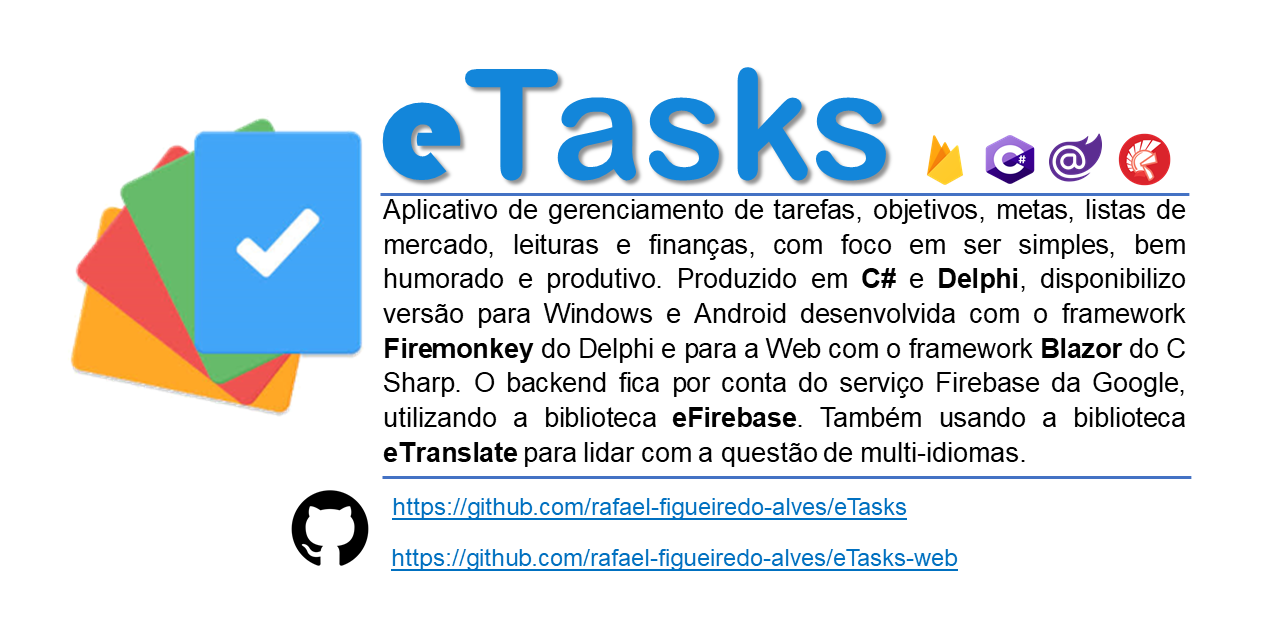 eTasks
C#
@
Aplicativo de gerenciamento de tarefas, objetivos, metas, listas de
mercado, leituras e finanças, com foco em ser simples, bem
humorado e produtivo. Produzido em C# e Delphi, disponibilizo
versão para Windows e Android desenvolvida com o framework
Firemonkey do Delphi e para a Web com o framework Blazor do C
Sharp. O backend fica por conta do serviço Firebase da Google,
utilizando a biblioteca eFirebase. Também usando a biblioteca
eTranslate para lidar com a questão de multi-idiomas.
https://github.com/rafael-figueiredo-alves/eTasks
https://github.com/rafael-figueiredo-alves/eTasks-web